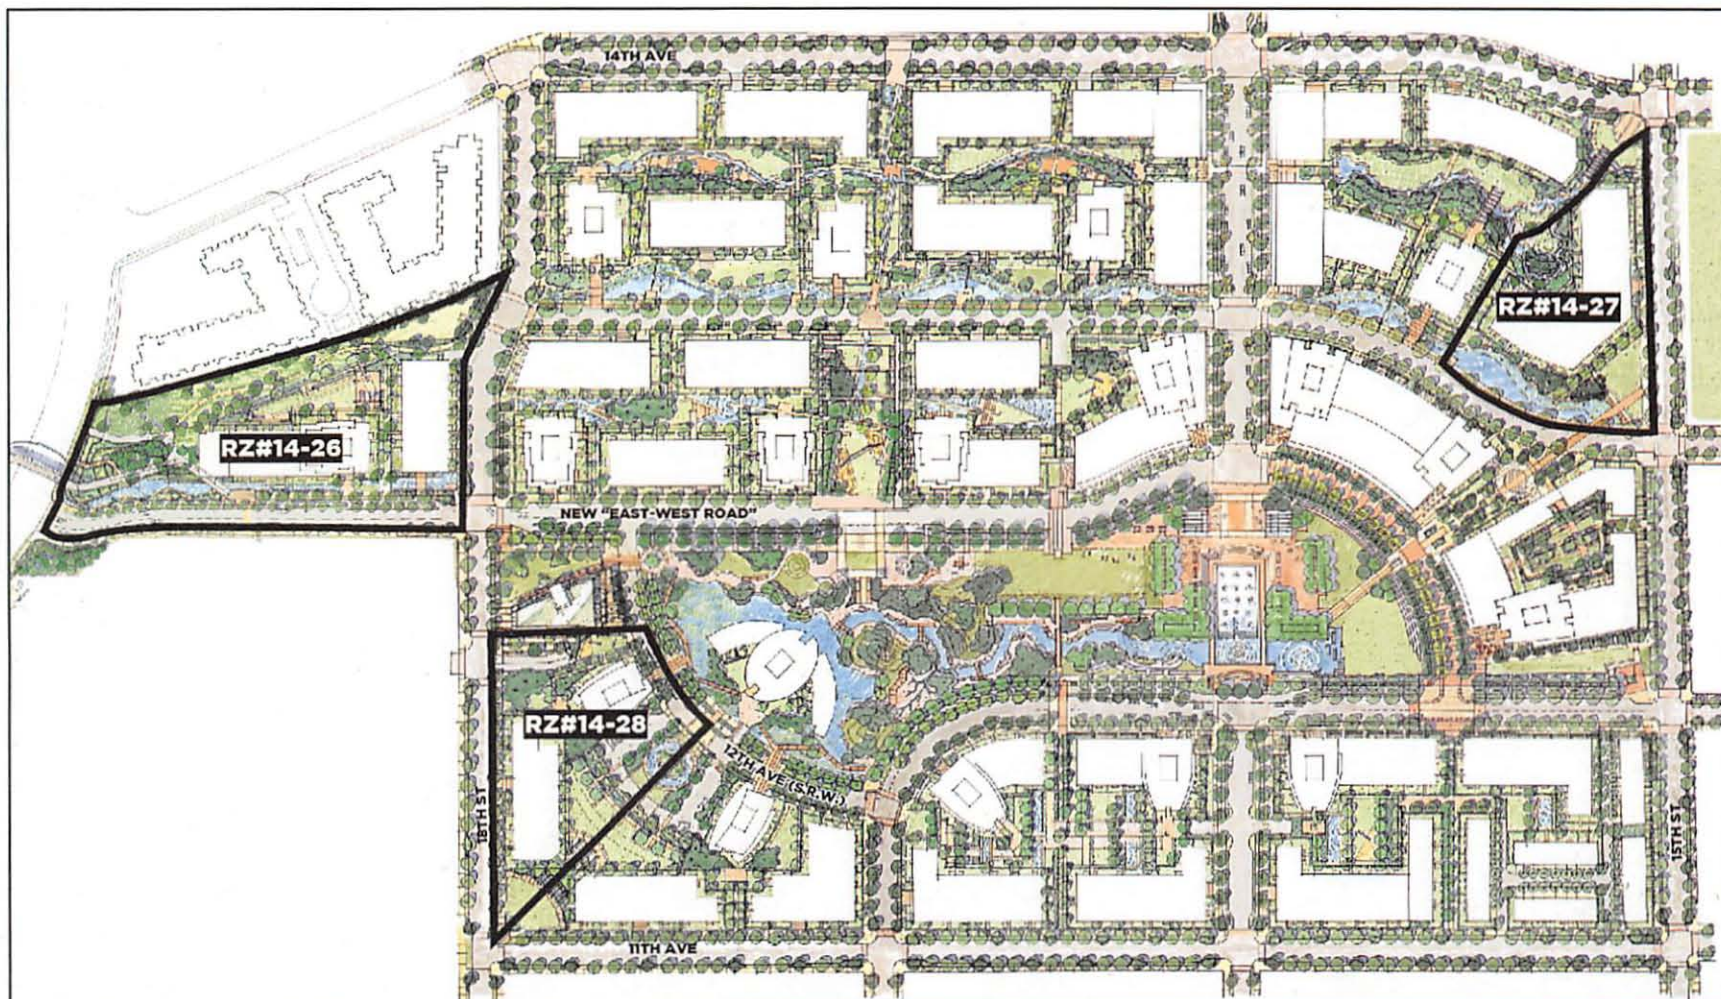 14TH AVE
RZ#14-27
RZ#14-26
NEW "EAST-WEST ROAD"
RZ#14-28
12TH AVE (S.R.W.)
18TH ST
15TH ST
11TH AVE